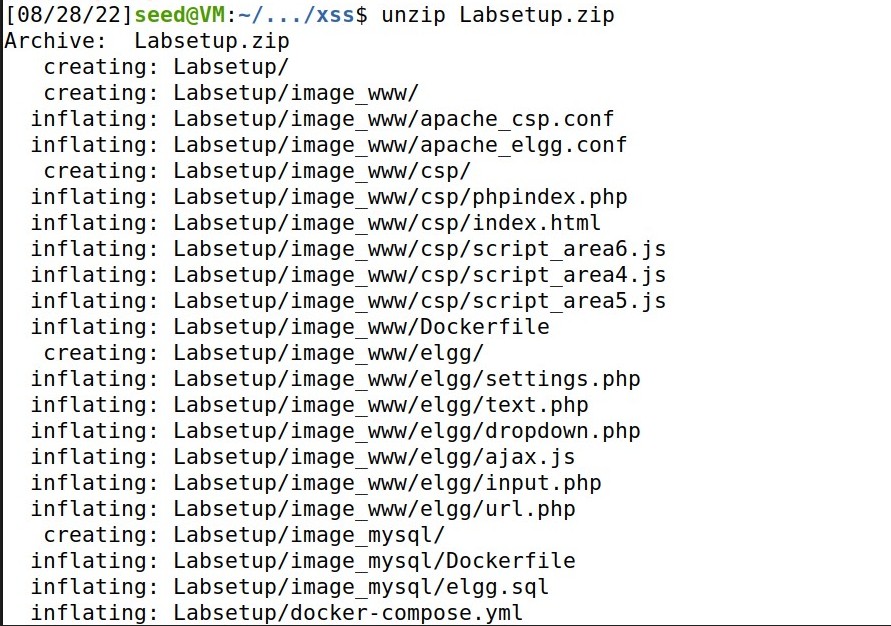 [08/28/22]seed@VM:~/.../xss$ unzip Labsetup.zip
Archive:  Labsetup.zip
   creating: Labsetup/
   creating: Labsetup/image_www/
  inflating: Labsetup/image_www/apache_csp.conf
  inflating: Labsetup/image_www/apache_elgg.conf
   creating: Labsetup/image_www/csp/
  inflating: Labsetup/image_www/csp/phpindex.php
  inflating: Labsetup/image_www/csp/index.html
  inflating: Labsetup/image_www/csp/script_area6.js
  inflating: Labsetup/image_www/csp/script_area4.js
  inflating: Labsetup/image_www/csp/script_area5.js
  inflating: Labsetup/image_www/Dockerfile
   creating: Labsetup/image_www/elgg/
  inflating: Labsetup/image_www/elgg/settings.php
  inflating: Labsetup/image_www/elgg/text.php
  inflating: Labsetup/image_www/elgg/dropdown.php
  inflating: Labsetup/image_www/elgg/ajax.js
  inflating: Labsetup/image_www/elgg/input.php
  inflating: Labsetup/image_www/elgg/url.php
   creating: Labsetup/image_mysql/
  inflating: Labsetup/image_mysql/Dockerfile
  inflating: Labsetup/image_mysql/elgg.sql
  inflating: Labsetup/docker-compose.yml